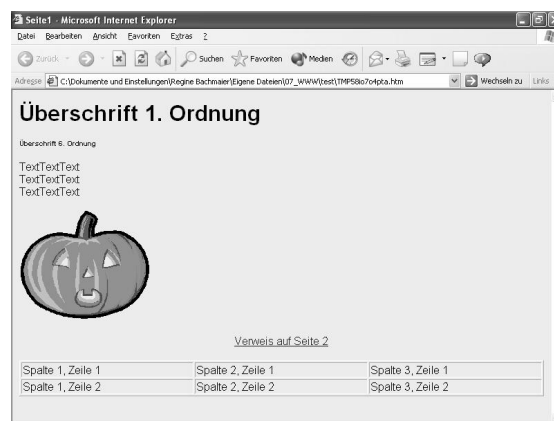 Seite1 - Microsoft Internet Explorer
Datei Bearbeiten Ansicht Favoriten Extras ?
Zurück Suchen Favoriten Medien
Adresse C:\Dokumente und Einstellungen\Regine Bachmaier\Eigene Dateien\07_WWW\test\TMP58io7o4pta.htm Wechseln zu Links
Überschrift 1. Ordnung
Überschrift 6. Ordnung
TextTextText
TextTextText
TextTextText
Verweis auf Seite 2
Spalte 1, Zeile 1 Spalte 2, Zeile 1 Spalte 3, Zeile 1
Spalte 1, Zeile 2 Spalte 2, Zeile 2 Spalte 3, Zeile 2